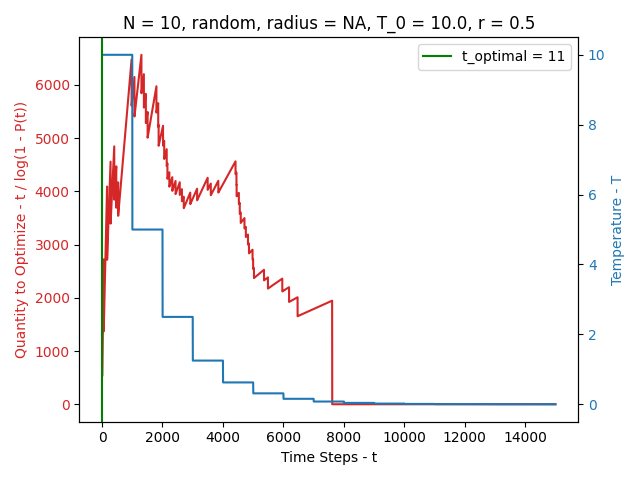 N = 10, random, radius = NA, T_0 = 10.0, r = 0.5
t_optimal = 11
Quantity to Optimize - t / log(1 - P(t))
6000
5000
4000
3000
2000
1000
0
10
8
6
4
2
0
Temperature - T
0 2000 4000 6000 8000 10000 12000 14000
Time Steps - t